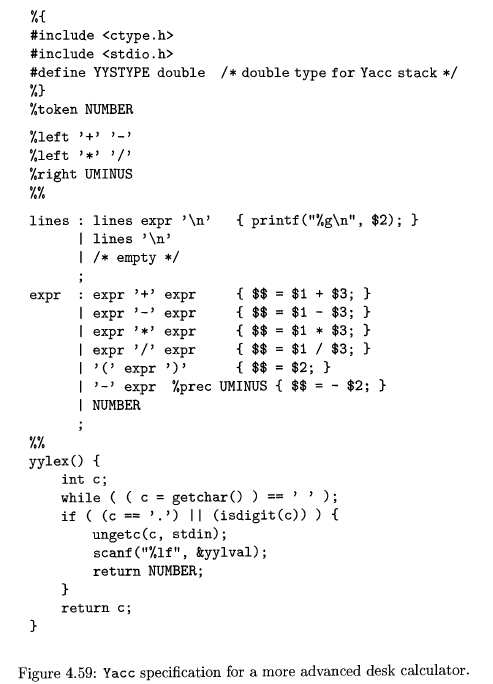 %{
#include <ctype.h>
#include <stdio.h>
#define YYSTYPE double /* double type for Yacc stack */
%}
%token NUMBER
%left '+' '-'
%left '*' '/'
%right UMINUS
%%
lines : lines expr '\n' { printf("%g\n", $2); }
| lines '\n'
| /* empty */
;
expr : expr '+' expr { $$ = $1 + $3; }
| expr '-' expr { $$ = $1 - $3; }
| expr '*' expr { $$ = $1 * $3; }
| expr '/' expr { $$ = $1 / $3; }
| '(' expr ')' { $$ = $2; }
| '-' expr %prec UMINUS { $$ = - $2; }
| NUMBER
;
%%
yylex() {
int c;
while ( ( c = getchar() ) == ' ' );
if ( (c == '.') || (isdigit(c)) ) {
ungetc(c, stdin);
scanf("%lf", &yylval);
return NUMBER;
}
return c;
}
Figure 4.59: Yacc specification for a more advanced desk calculator.